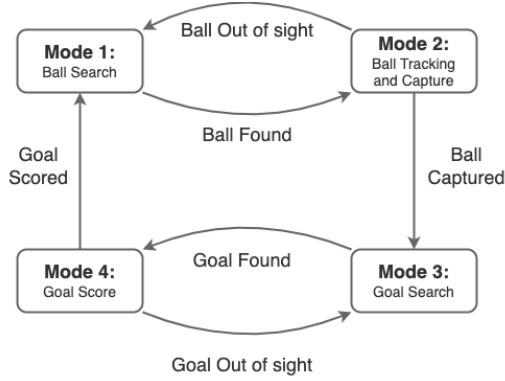 Ball Out of sight
Mode 1:
Ball Search
Mode 2:
Ball Tracking
and Capture
Ball Found
Goal
Scored
Ball
Captured
Goal Found
Mode 4:
Goal Score
Mode 3:
Goal Search
Goal Out of sight